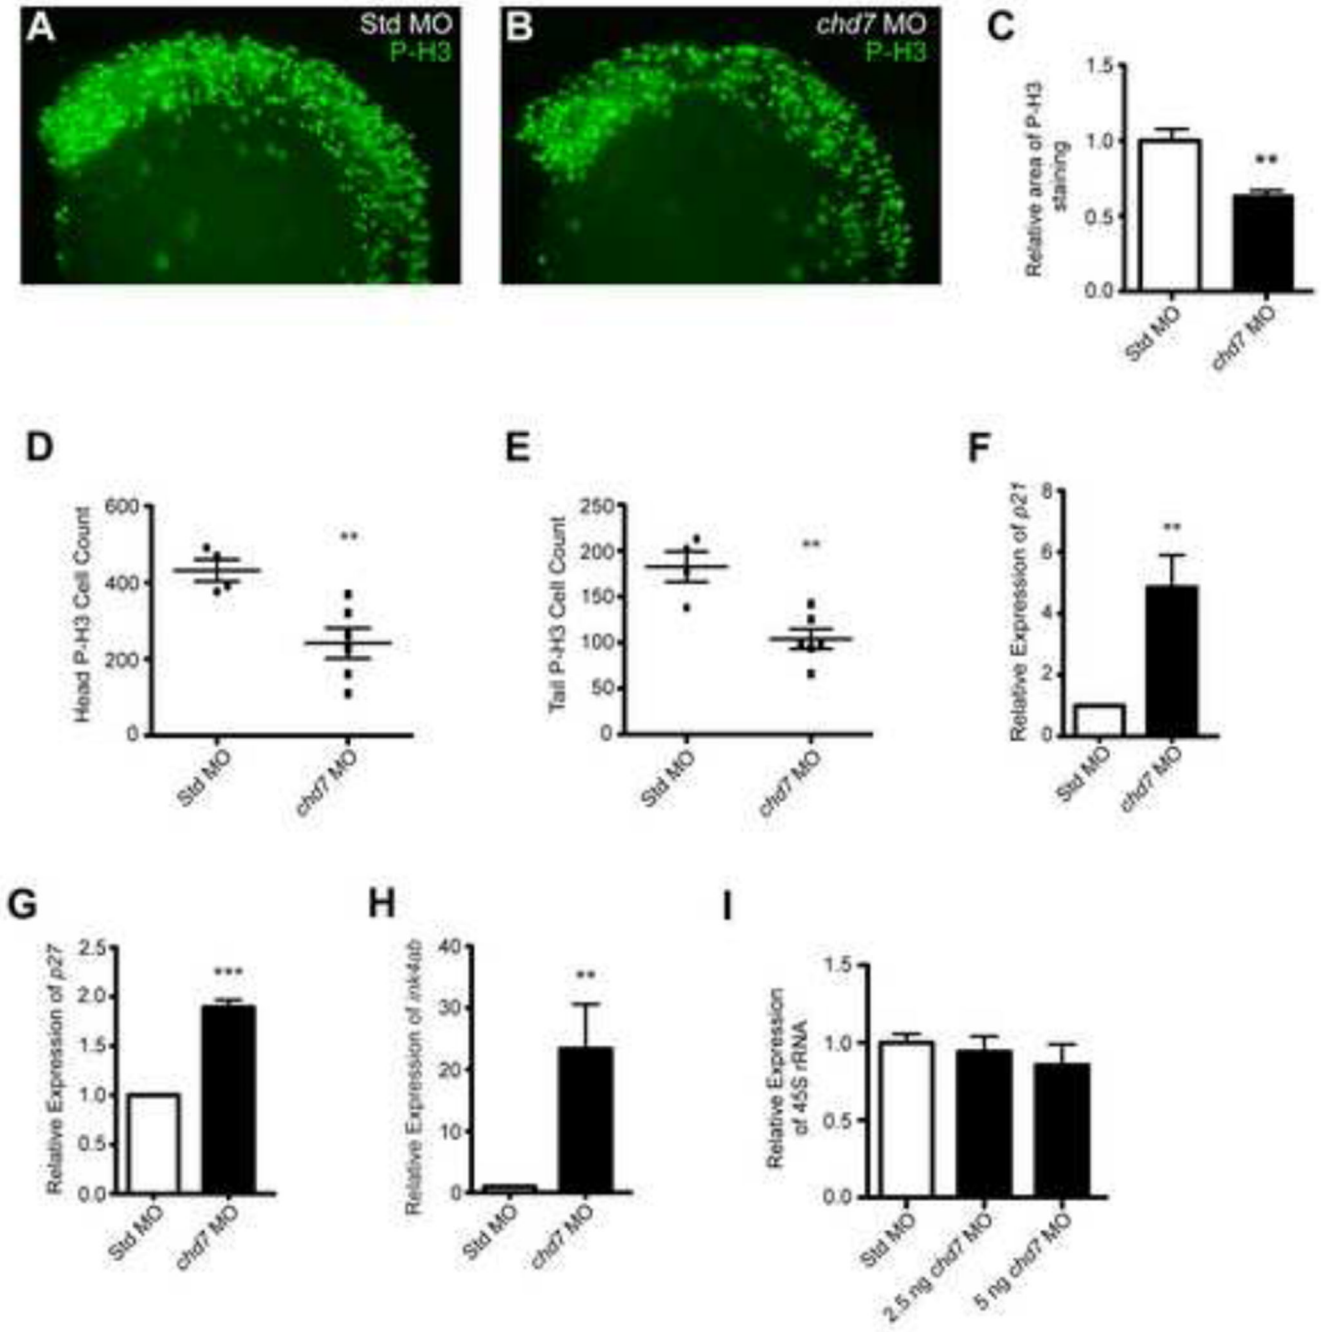 A
Std MO
P-H3
B
chd7 MO
P-H3
C
Relative area of P-H3
staining
1.5
1.0
0.5
0.0
Std MO
chd7 MO
**
D
Head P-H3 Cell Count
600
400
200
0
Std MO
chd7 MO
**
E
Tail P-H3 Cell Count
250
200
150
100
50
0
Std MO
chd7 MO
**
F
Relative Expression of p21
8
6
4
2
0
Std MO
chd7 MO
**
G
Relative Expression of p27
2.5
2.0
1.5
1.0
0.5
0.0
Std MO
chd7 MO
***
H
Relative Expression of ink4ab
40
30
20
10
0
Std MO
chd7 MO
**
I
Relative Expression
of 45S rRNA
1.5
1.0
0.5
0.0
Std MO
2.5 ng chd7 MO
5 ng chd7 MO